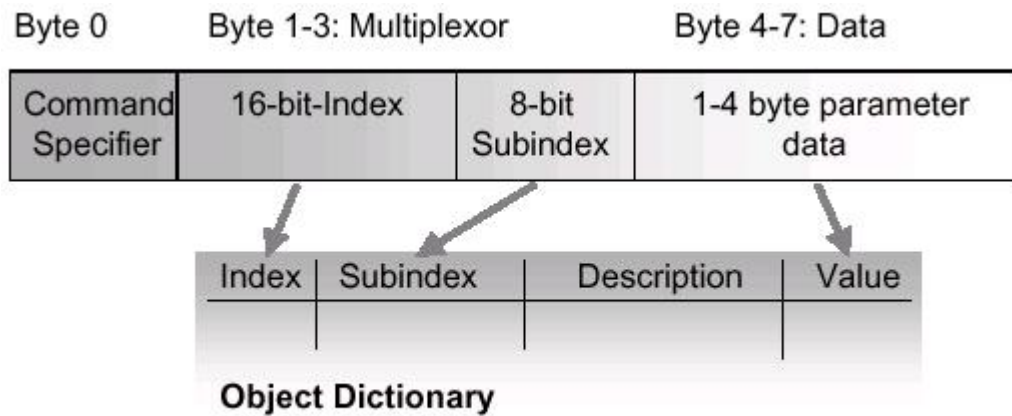 Byte 0 Byte 1-3: Multiplexor Byte 4-7: Data
Command Specifier
16-bit-Index
8-bit
Subindex
1-4 byte parameter
data
Index Subindex Description Value
Object Dictionary